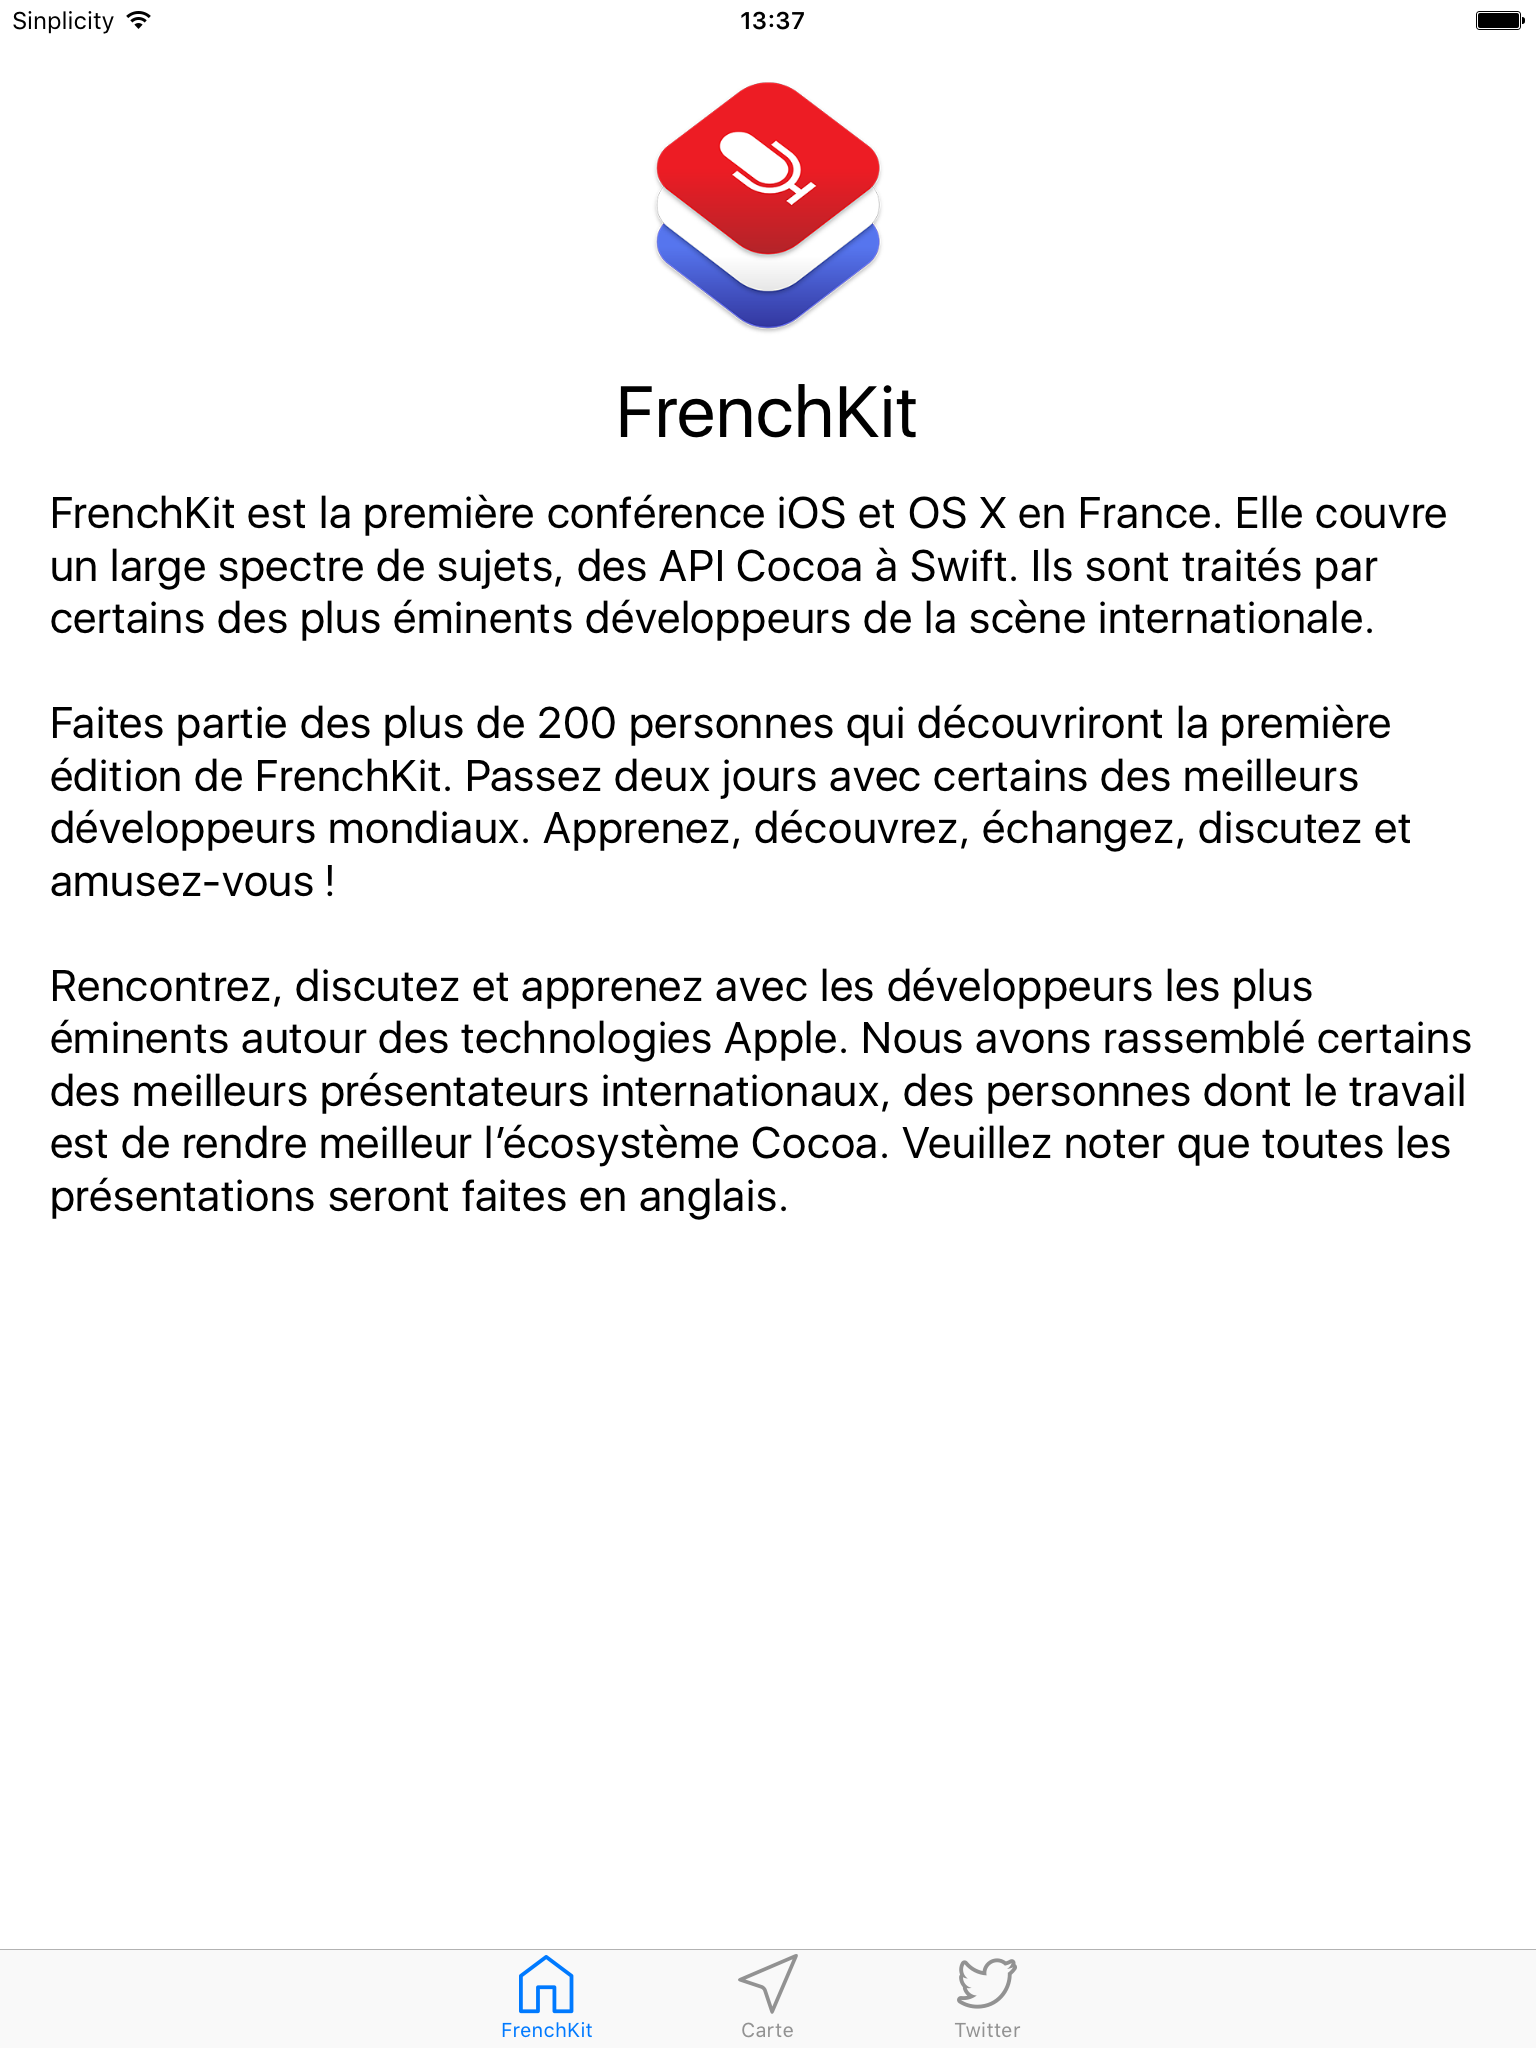 Sinplicity
13:37
FrenchKit
FrenchKit est la première conférence iOS et OS X en France. Elle couvre
un large spectre de sujets, des API Cocoa à Swift. Ils sont traités par
certains des plus éminents développeurs de la scène internationale.
Faites partie des plus de 200 personnes qui découvriront la première
édition de FrenchKit. Passez deux jours avec certains des meilleurs
développeurs mondiaux. Apprenez, découvrez, échangez, discutez et
amusez-vous !
Rencontrez, discutez et apprenez avec les développeurs les plus
éminents autour des technologies Apple. Nous avons rassemblé certains
des meilleurs présentateurs internationaux, des personnes dont le travail
est de rendre meilleur l’écosystème Cocoa. Veuillez noter que toutes les
présentations seront faites en anglais.
FrenchKit
Carte
Twitter